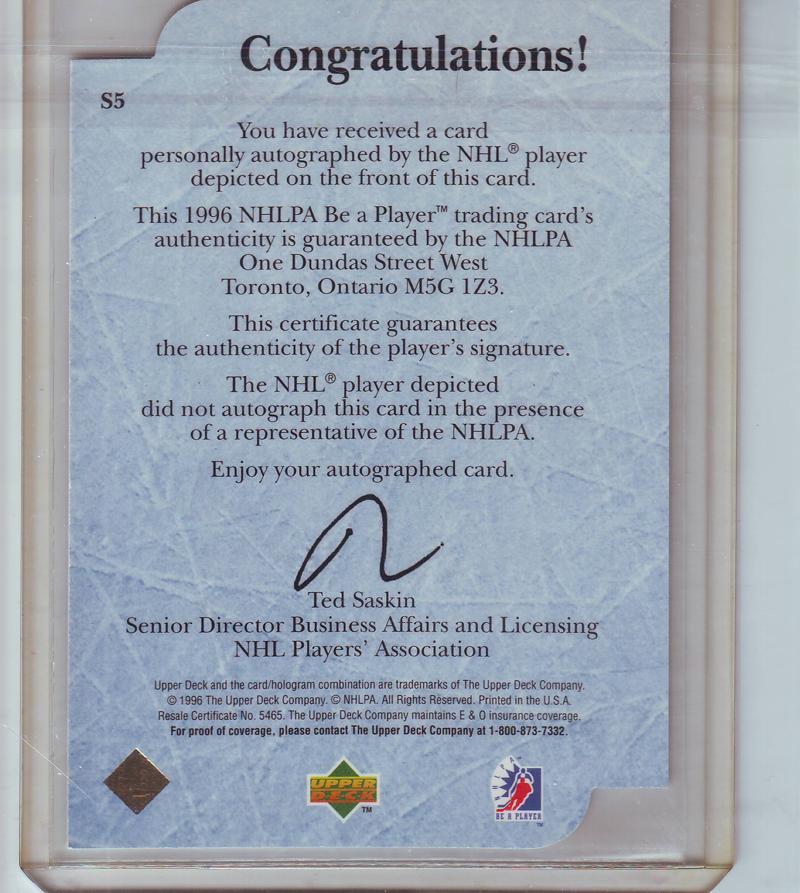 Congratulations!
S5
You have received a card
personally autographed by the NHL® player
depicted on the front of this card.
This 1996 NHLPA Be a Player™ trading card's
authenticity is guaranteed by the NHLPA
One Dundas Street West
Toronto, Ontario M5G 1Z3.
This certificate guarantees
the authenticity of the player's signature.
The NHL® player depicted
did not autograph this card in the presence
of a representative of the NHLPA.
Enjoy your autographed card.
Ted Saskin
Senior Director Business Affairs and Licensing
NHL Players' Association
Upper Deck and the card/hologram combination are trademarks of The Upper Deck Company.
© 1996 The Upper Deck Company. © NHLPA. All Rights Reserved. Printed in the U.S.A.
Resale Certificate No. 5465. The Upper Deck Company maintains E & O insurance coverage.
For proof of coverage, please contact The Upper Deck Company at 1-800-873-7332.
UPPER
DECK
TM
NHLPA
BE A PLAYER
TM